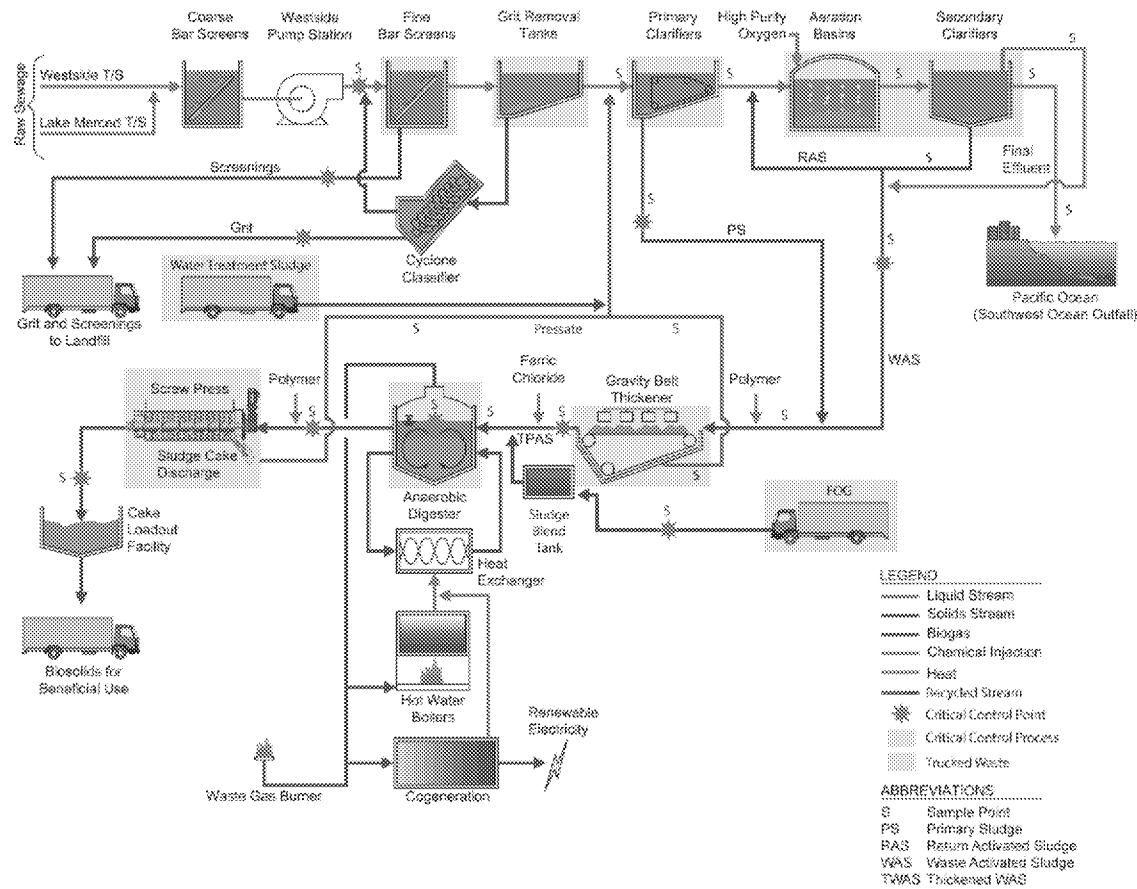 Coarse
Bar Screens
Westside
Pump Station
Fine
Bar Screens
Grit Removal
Tanks
Primary
Clarifiers
High Purity
Oxygen
Aeration
Basins
Secondary
Clarifiers
S
Raw Sewage
Westside T/S
Lake Merced T/S
S
S
S
S
S
RAS
S
Final
Effluent
S
Screenings
Grit
Cyclone
Classifier
S
PS
S
Pacific Ocean
(Southwest Ocean Outfall)
Water Treatment Sludge
Grit and Screenings
to Landfill
S
Pressate
S
WAS
Screw Press
Polymer
S
Sludge Cake
Discharge
S
Ferric
Chloride
S
S
TPAS
Gravity Belt
Thickener
S
Polymer
S
S
Cake
Loadout
Facility
Anaerobic
Digester
Sludge
Blend
Tank
S
FOG
Heat
Exchanger
Biosolids for
Beneficial Use
Hot Water
Boilers
Renewable
Electricity
Waste Gas Burner
Cogeneration
LEGEND
Liquid Stream
Solids Stream
Biogas
Chemical Injection
Heat
Recycled Stream
Critical Control Point
Critical Control Process
Trucked Waste
ABBREVIATIONS
S Sample Point
PS Primary Sludge
RAS Return Activated Sludge
WAS Waste Activated Sludge
TWAS Thickened WAS